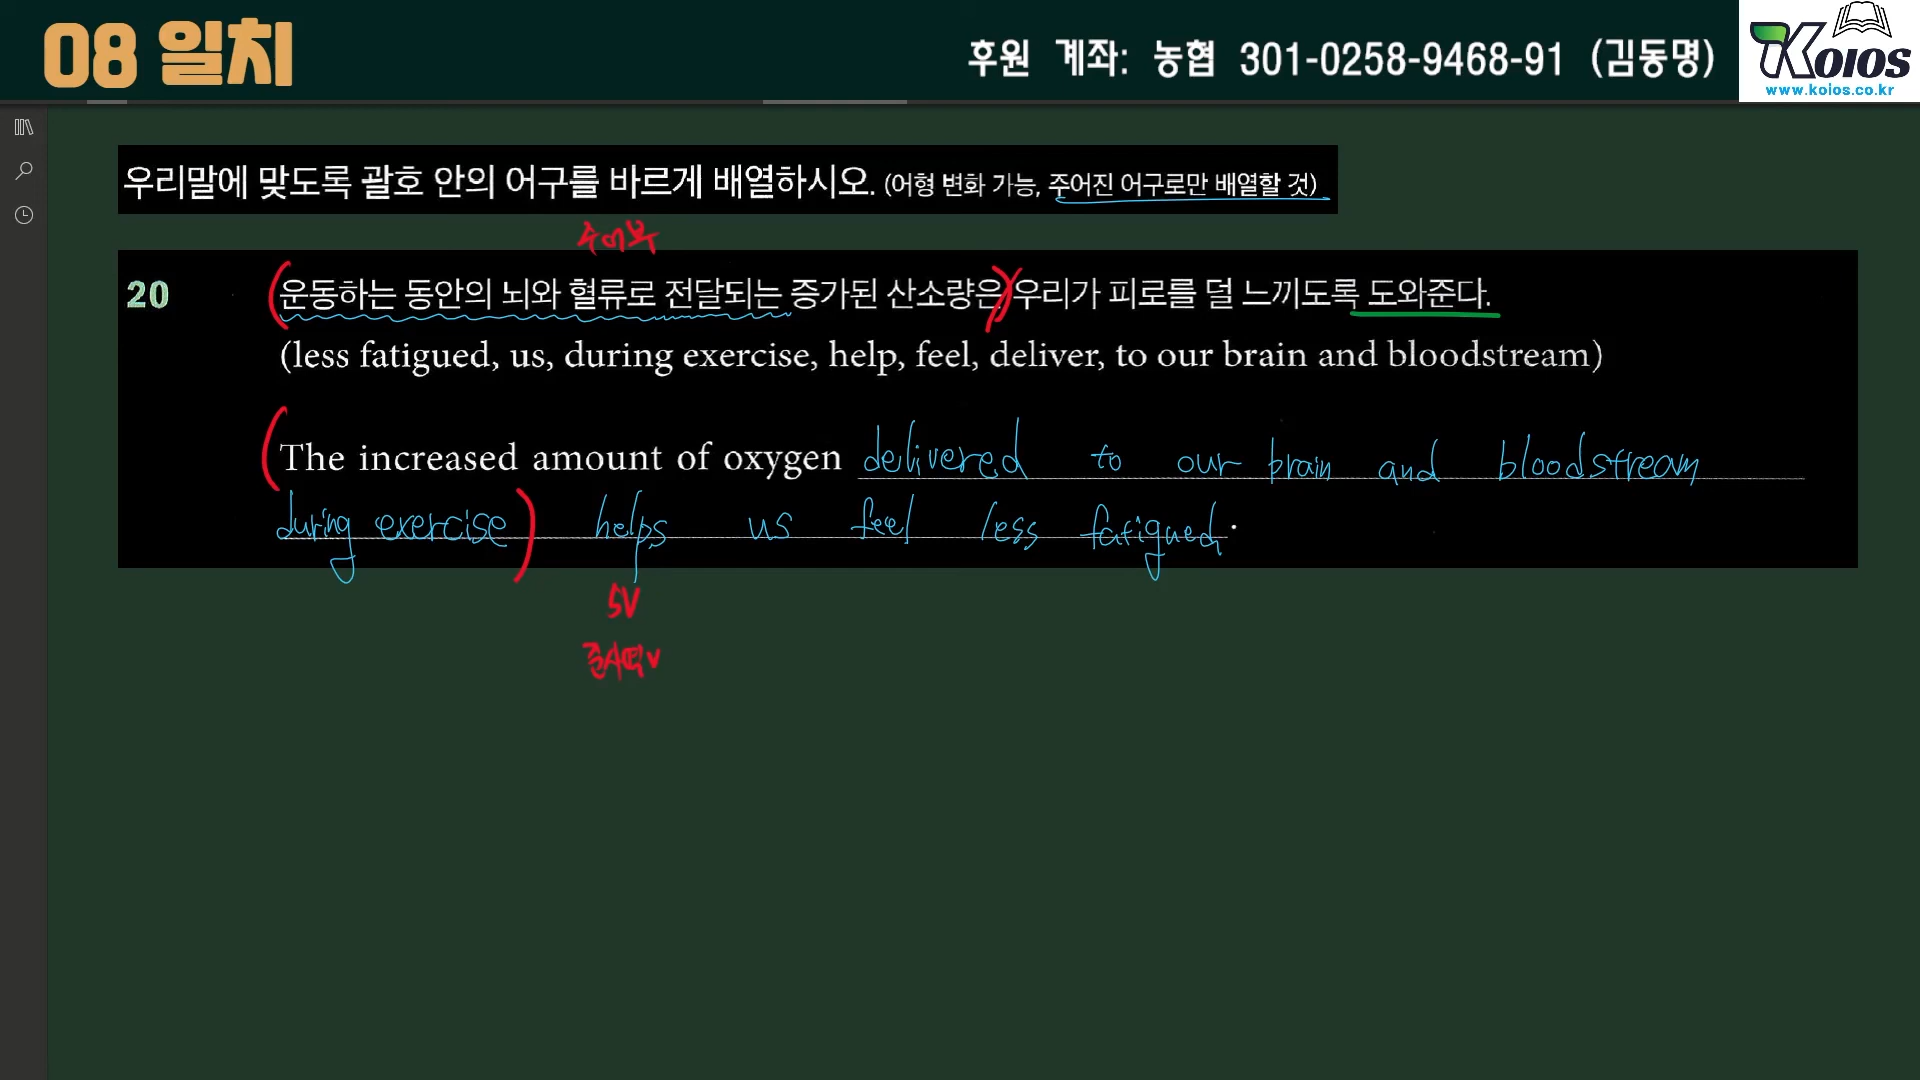 08 일치
후원 계좌: 농협 301-0258-9468-91 (김동명)
KOIOS
www.koios.co.kr
우리말에 맞도록 괄호 안의 어구를 바르게 배열하시오. (어형 변화 가능, 주어진 어구로만 배열할 것)
주어부
20 운동하는 동안의 뇌와 혈류로 전달되는 증가된 산소량은 우리가 피로를 덜 느끼도록 도와준다.
(less fatigued, us, during exercise, help, feel, deliver, to our brain and bloodstream)
The increased amount of oxygen delivered to our brain and bloodstream
during exercise helps us feel less fatigued.
5V
준사역v